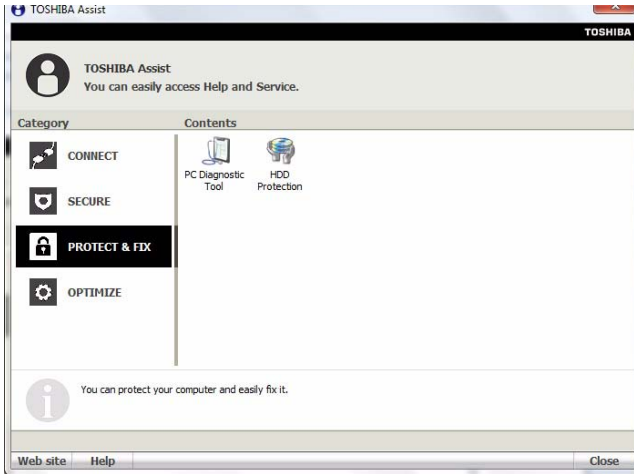 TOSHIBA Assist
TOSHIBA
TOSHIBA Assist
You can easily access Help and Service.
Category
Contents
CONNECT
SECURE
PROTECT & FIX
OPTIMIZE
PC Diagnostic
Tool
HDD
Protection
You can protect your computer and easily fix it.
Web site
Help
Close